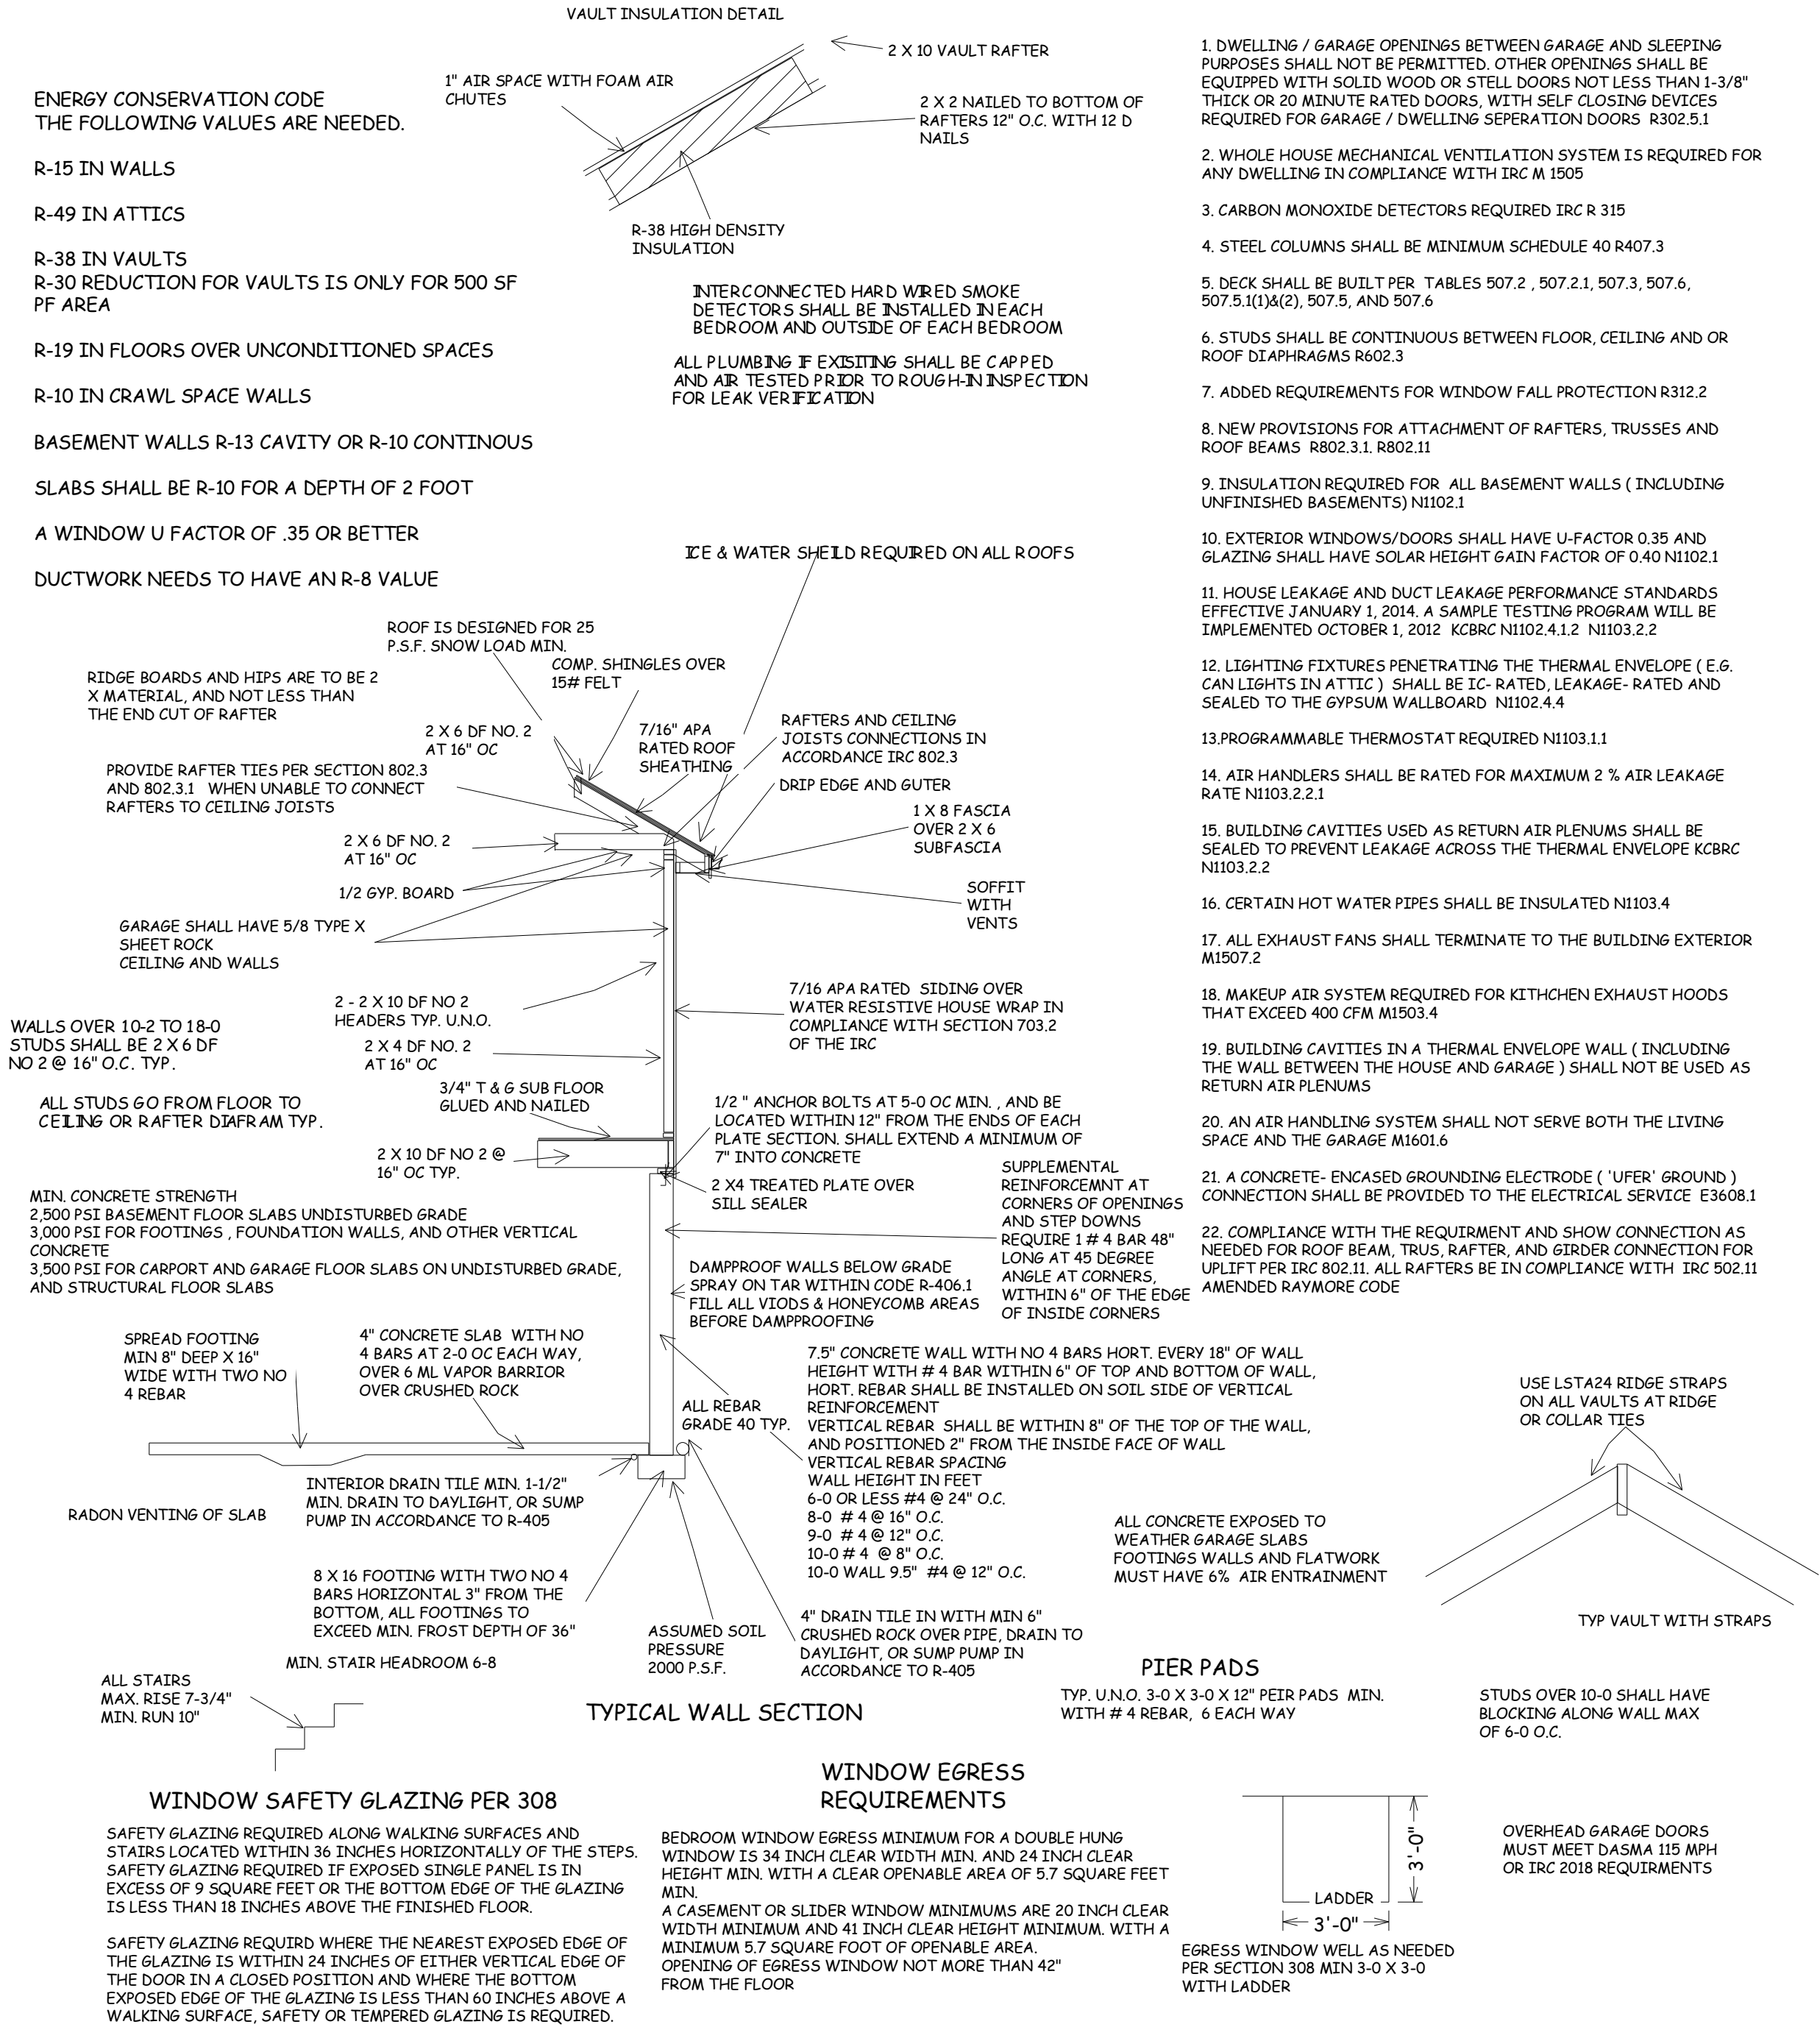 VAULT INSULATION DETAIL
2 X 10 VAULT RAFTER
1" AIR SPACE WITH FOAM AIR
CHUTES
2 X 2 NAILED TO BOTTOM OF
RAFTERS 12" O.C. WITH 12 D
NAILS
R-38 HIGH DENSITY
INSULATION
ENERGY CONSERVATION CODE
THE FOLLOWING VALUES ARE NEEDED.
R-15 IN WALLS
R-49 IN ATTICS
R-38 IN VAULTS
R-30 REDUCTION FOR VAULTS IS ONLY FOR 500 SF
PF AREA
R-19 IN FLOORS OVER UNCONDITIONED SPACES
R-10 IN CRAWL SPACE WALLS
BASEMENT WALLS R-13 CAVITY OR R-10 CONTINOUS
SLABS SHALL BE R-10 FOR A DEPTH OF 2 FOOT
A WINDOW U FACTOR OF .35 OR BETTER
DUCTWORK NEEDS TO HAVE AN R-8 VALUE
INTERCONNECTED HARD WIRED SMOKE
DETECTORS SHALL BE INSTALLED IN EACH
BEDROOM AND OUTSIDE OF EACH BEDROOM
ALL PLUMBING IF EXISITING SHALL BE CAPPED
AND AIR TESTED PRIOR TO ROUGH-IN INSPECTION
FOR LEAK VERIFICATION
1. DWELLING / GARAGE OPENINGS BETWEEN GARAGE AND SLEEPING
PURPOSES SHALL NOT BE PERMITTED. OTHER OPENINGS SHALL BE
EQUIPPED WITH SOLID WOOD OR STELL DOORS NOT LESS THAN 1-3/8"
THICK OR 20 MINUTE RATED DOORS, WITH SELF CLOSING DEVICES
REQUIRED FOR GARAGE / DWELLING SEPERATION DOORS R302.5.1
2. WHOLE HOUSE MECHANICAL VENTILATION SYSTEM IS REQUIRED FOR
ANY DWELLING IN COMPLIANCE WITH IRC M 1505
3. CARBON MONOXIDE DETECTORS REQUIRED IRC R 315
4. STEEL COLUMNS SHALL BE MINIMUM SCHEDULE 40 R407.3
5. DECK SHALL BE BUILT PER TABLES 507.2 , 507.2.1, 507.3, 507.6,
507.5.1(1)&(2), 507.5, AND 507.6
6. STUDS SHALL BE CONTINUOUS BETWEEN FLOOR, CEILING AND OR
ROOF DIAPHRAGMS R602.3
7. ADDED REQUIREMENTS FOR WINDOW FALL PROTECTION R312.2
8. NEW PROVISIONS FOR ATTACHMENT OF RAFTERS, TRUSSES AND
ROOF BEAMS R802.3.1. R802.11
9. INSULATION REQUIRED FOR ALL BASEMENT WALLS ( INCLUDING
UNFINISHED BASEMENTS) N1102.1
10. EXTERIOR WINDOWS/DOORS SHALL HAVE U-FACTOR 0.35 AND
GLAZING SHALL HAVE SOLAR HEIGHT GAIN FACTOR OF 0.40 N1102.1
11. HOUSE LEAKAGE AND DUCT LEAKAGE PERFORMANCE STANDARDS
EFFECTIVE JANUARY 1, 2014. A SAMPLE TESTING PROGRAM WILL BE
IMPLEMENTED OCTOBER 1, 2012 KCBRC N1102.4.1.2 N1103.2.2
12. LIGHTING FIXTURES PENETRATING THE THERMAL ENVELOPE ( E.G.
CAN LIGHTS IN ATTIC ) SHALL BE IC- RATED, LEAKAGE- RATED AND
SEALED TO THE GYPSUM WALLBOARD N1102.4.4
13.PROGRAMMABLE THERMOSTAT REQUIRED N1103.1.1
14. AIR HANDLERS SHALL BE RATED FOR MAXIMUM 2 % AIR LEAKAGE
RATE N1103.2.2.1
15. BUILDING CAVITIES USED AS RETURN AIR PLENUMS SHALL BE
SEALED TO PREVENT LEAKAGE ACROSS THE THERMAL ENVELOPE KCBRC
N1103.2.2
16. CERTAIN HOT WATER PIPES SHALL BE INSULATED N1103.4
17. ALL EXHAUST FANS SHALL TERMINATE TO THE BUILDING EXTERIOR
M1507.2
18. MAKEUP AIR SYSTEM REQUIRED FOR KITHCHEN EXHAUST HOODS
THAT EXCEED 400 CFM M1503.4
19. BUILDING CAVITIES IN A THERMAL ENVELOPE WALL ( INCLUDING
THE WALL BETWEEN THE HOUSE AND GARAGE ) SHALL NOT BE USED AS
RETURN AIR PLENUMS
20. AN AIR HANDLING SYSTEM SHALL NOT SERVE BOTH THE LIVING
SPACE AND THE GARAGE M1601.6
21. A CONCRETE- ENCASED GROUNDING ELECTRODE ( 'UFER' GROUND )
CONNECTION SHALL BE PROVIDED TO THE ELECTRICAL SERVICE E3608.1
22. COMPLIANCE WITH THE REQUIRMENT AND SHOW CONNECTION AS
NEEDED FOR ROOF BEAM, TRUS, RAFTER, AND GIRDER CONNECTION FOR
UPLIFT PER IRC 802.11. ALL RAFTERS BE IN COMPLIANCE WITH IRC 502.11
AMENDED RAYMORE CODE
ICE & WATER SHEILD REQUIRED ON ALL ROOFS
ROOF IS DESIGNED FOR 25
P.S.F. SNOW LOAD MIN.
COMP. SHINGLES OVER
15# FELT
RIDGE BOARDS AND HIPS ARE TO BE 2
X MATERIAL, AND NOT LESS THAN
THE END CUT OF RAFTER
2 X 6 DF NO. 2
AT 16" OC
7/16" APA
RATED ROOF
SHEATHING
RAFTERS AND CEILING
JOISTS CONNECTIONS IN
ACCORDANCE IRC 802.3
PROVIDE RAFTER TIES PER SECTION 802.3
AND 802.3.1 WHEN UNABLE TO CONNECT
RAFTERS TO CEILING JOISTS
DRIP EDGE AND GUTER
1 X 8 FASCIA
OVER 2 X 6
SUBFASCIA
2 X 6 DF NO. 2
AT 16" OC
1/2 GYP. BOARD
SOFFIT
WITH
VENTS
GARAGE SHALL HAVE 5/8 TYPE X
SHEET ROCK
CEILING AND WALLS
2 - 2 X 10 DF NO 2
HEADERS TYP. U.N.O.
7/16 APA RATED SIDING OVER
WATER RESISTIVE HOUSE WRAP IN
COMPLIANCE WITH SECTION 703.2
OF THE IRC
WALLS OVER 10-2 TO 18-0
STUDS SHALL BE 2 X 6 DF
NO 2 @ 16" O.C. TYP.
2 X 4 DF NO. 2
AT 16" OC
3/4" T & G SUB FLOOR
GLUED AND NAILED
ALL STUDS GO FROM FLOOR TO
CEILING OR RAFTER DIAFRAM TYP.
1/2 " ANCHOR BOLTS AT 5-0 OC MIN. , AND BE
LOCATED WITHIN 12" FROM THE ENDS OF EACH
PLATE SECTION. SHALL EXTEND A MINIMUM OF
7" INTO CONCRETE
2 X 10 DF NO 2 @
16" OC TYP.
2 X4 TREATED PLATE OVER
SILL SEALER
SUPPLEMENTAL
REINFORCEMNT AT
CORNERS OF OPENINGS
AND STEP DOWNS
REQUIRE 1 # 4 BAR 48"
LONG AT 45 DEGREE
ANGLE AT CORNERS,
WITHIN 6" OF THE EDGE
OF INSIDE CORNERS
MIN. CONCRETE STRENGTH
2,500 PSI BASEMENT FLOOR SLABS UNDISTURBED GRADE
3,000 PSI FOR FOOTINGS , FOUNDATION WALLS, AND OTHER VERTICAL
CONCRETE
3,500 PSI FOR CARPORT AND GARAGE FLOOR SLABS ON UNDISTURBED GRADE,
AND STRUCTURAL FLOOR SLABS
DAMPPROOF WALLS BELOW GRADE
SPRAY ON TAR WITHIN CODE R-406.1
FILL ALL VIODS & HONEYCOMB AREAS
BEFORE DAMPPROOFING
SPREAD FOOTING
MIN 8" DEEP X 16"
WIDE WITH TWO NO
4 REBAR
4" CONCRETE SLAB WITH NO
4 BARS AT 2-0 OC EACH WAY,
OVER 6 ML VAPOR BARRIOR
OVER CRUSHED ROCK
ALL REBAR
GRADE 40 TYP.
7.5" CONCRETE WALL WITH NO 4 BARS HORT. EVERY 18" OF WALL
HEIGHT WITH # 4 BAR WITHIN 6" OF TOP AND BOTTOM OF WALL,
HORT. REBAR SHALL BE INSTALLED ON SOIL SIDE OF VERTICAL
REINFORCEMENT
VERTICAL REBAR SHALL BE WITHIN 8" OF THE TOP OF THE WALL,
AND POSITIONED 2" FROM THE INSIDE FACE OF WALL
VERTICAL REBAR SPACING
WALL HEIGHT IN FEET
6-0 OR LESS #4 @ 24" O.C.
8-0 # 4 @ 16" O.C.
9-0 # 4 @ 12" O.C.
10-0 # 4 @ 8" O.C.
10-0 WALL 9.5" #4 @ 12" O.C.
USE LSTA24 RIDGE STRAPS
ON ALL VAULTS AT RIDGE
OR COLLAR TIES
INTERIOR DRAIN TILE MIN. 1-1/2"
MIN. DRAIN TO DAYLIGHT, OR SUMP
PUMP IN ACCORDANCE TO R-405
RADON VENTING OF SLAB
ALL CONCRETE EXPOSED TO
WEATHER GARAGE SLABS
FOOTINGS WALLS AND FLATWORK
MUST HAVE 6% AIR ENTRAINMENT
8 X 16 FOOTING WITH TWO NO 4
BARS HORIZONTAL 3" FROM THE
BOTTOM, ALL FOOTINGS TO
EXCEED MIN. FROST DEPTH OF 36"
ASSUMED SOIL
PRESSURE
2000 P.S.F.
4" DRAIN TILE IN WITH MIN 6"
CRUSHED ROCK OVER PIPE, DRAIN TO
DAYLIGHT, OR SUMP PUMP IN
ACCORDANCE TO R-405
TYP VAULT WITH STRAPS
MIN. STAIR HEADROOM 6-8
ALL STAIRS
MAX. RISE 7-3/4"
MIN. RUN 10"
TYPICAL WALL SECTION
PIER PADS
TYP. U.N.O. 3-0 X 3-0 X 12" PEIR PADS MIN.
WITH # 4 REBAR, 6 EACH WAY
STUDS OVER 10-0 SHALL HAVE
BLOCKING ALONG WALL MAX
OF 6-0 O.C.
WINDOW SAFETY GLAZING PER 308
SAFETY GLAZING REQUIRED ALONG WALKING SURFACES AND
STAIRS LOCATED WITHIN 36 INCHES HORIZONTALLY OF THE STEPS.
SAFETY GLAZING REQUIRED IF EXPOSED SINGLE PANEL IS IN
EXCESS OF 9 SQUARE FEET OR THE BOTTOM EDGE OF THE GLAZING
IS LESS THAN 18 INCHES ABOVE THE FINISHED FLOOR.
SAFETY GLAZING REQUIRD WHERE THE NEAREST EXPOSED EDGE OF
THE GLAZING IS WITHIN 24 INCHES OF EITHER VERTICAL EDGE OF
THE DOOR IN A CLOSED POSITION AND WHERE THE BOTTOM
EXPOSED EDGE OF THE GLAZING IS LESS THAN 60 INCHES ABOVE A
WALKING SURFACE, SAFETY OR TEMPERED GLAZING IS REQUIRED.
WINDOW EGRESS
REQUIREMENTS
BEDROOM WINDOW EGRESS MINIMUM FOR A DOUBLE HUNG
WINDOW IS 34 INCH CLEAR WIDTH MIN. AND 24 INCH CLEAR
HEIGHT MIN. WITH A CLEAR OPENABLE AREA OF 5.7 SQUARE FEET
MIN.
A CASEMENT OR SLIDER WINDOW MINIMUMS ARE 20 INCH CLEAR
WIDTH MINIMUM AND 41 INCH CLEAR HEIGHT MINIMUM. WITH A
MINIMUM 5.7 SQUARE FOOT OF OPENABLE AREA.
OPENING OF EGRESS WINDOW NOT MORE THAN 42"
FROM THE FLOOR
3'-0"
LADDER
3'-0"
EGRESS WINDOW WELL AS NEEDED
PER SECTION 308 MIN 3-0 X 3-0
WITH LADDER
OVERHEAD GARAGE DOORS
MUST MEET DASMA 115 MPH
OR IRC 2018 REQUIRMENTS